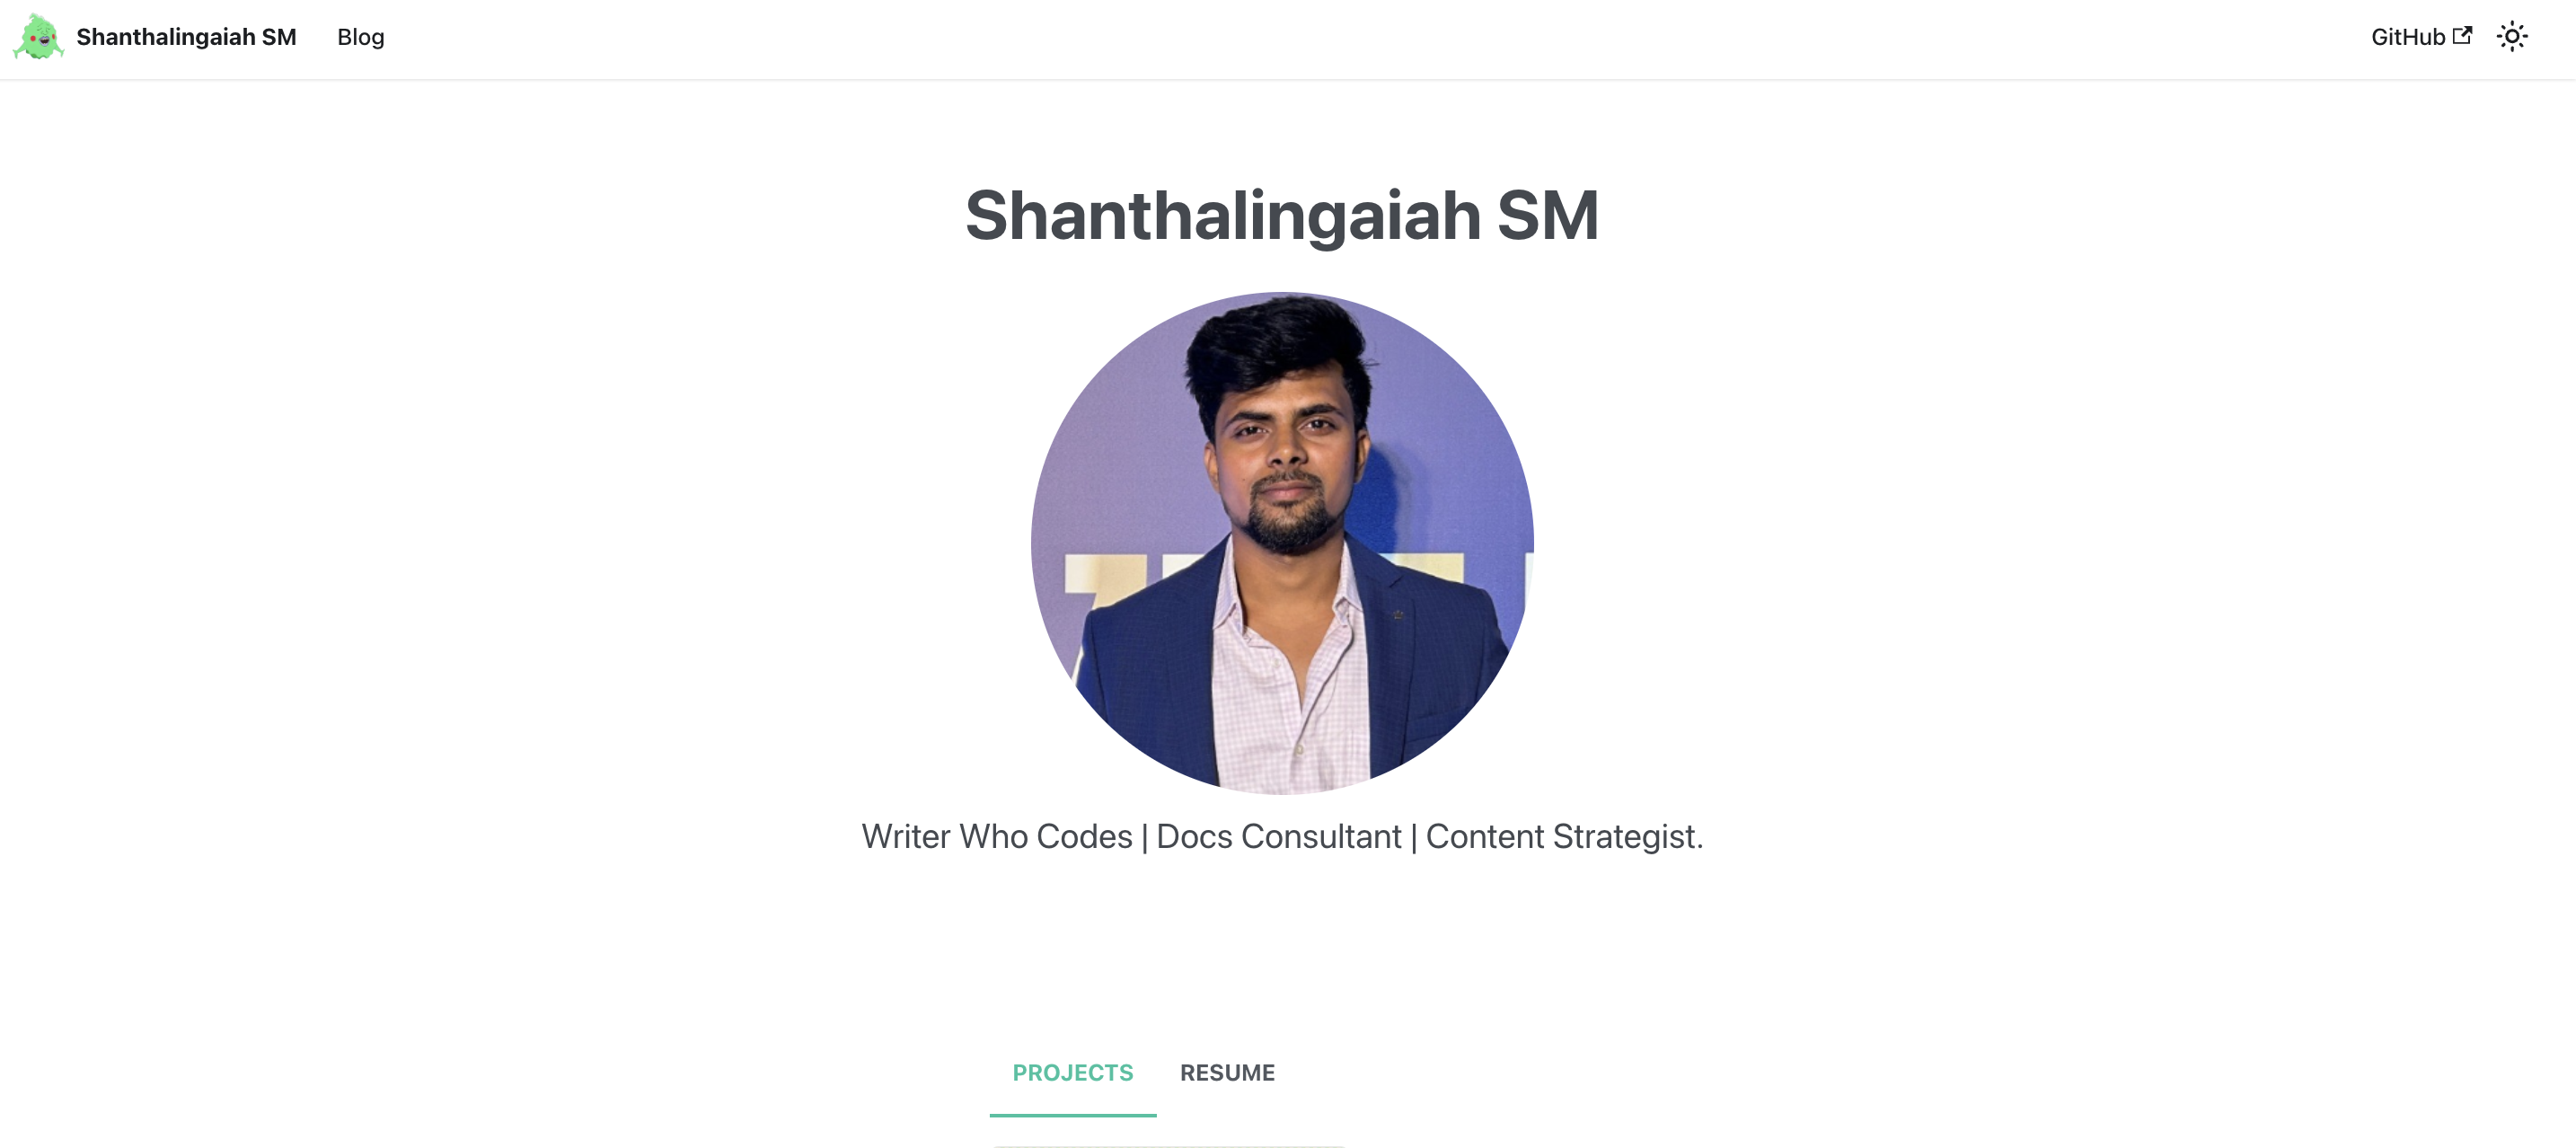 Shanthalingaiah SM Blog GitHub
Shanthalingaiah SM
Writer Who Codes | Docs Consultant | Content Strategist.
PROJECTS RESUME